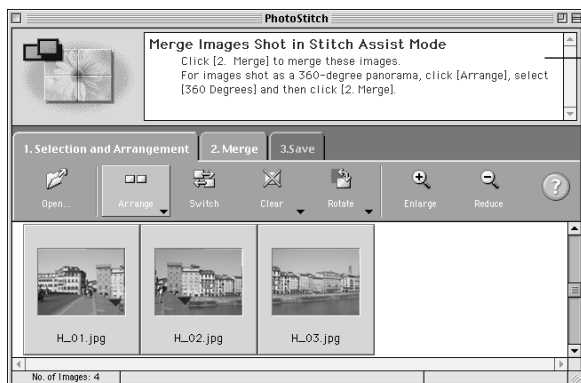 PhotoStitch
Merge Images Shot in Stitch Assist Mode
Click [2. Merge] to merge these images.
For images shot as a 360-degree panorama, click [Arrange], select
[360 Degrees] and then click [2. Merge].
1. Selection and Arrangement 2. Merge 3.Save
Open... Arrange Switch Clear Rotate Enlarge Reduce ?
H_01.jpg H_02.jpg H_03.jpg
No. of Images: 4